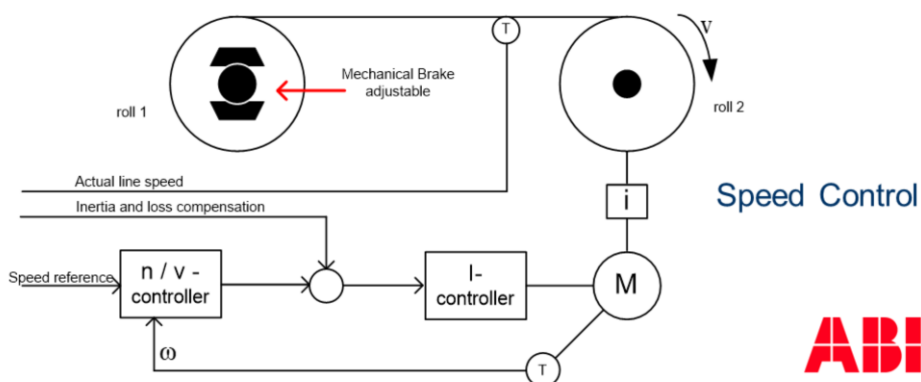 T
V
Mechanical Brake
adjustable
roll 1
roll 2
Actual line speed
i
Speed Control
Inertia and loss compensation
Speed reference
n / v -
controller
I-
controller
M
ω
T
ABI